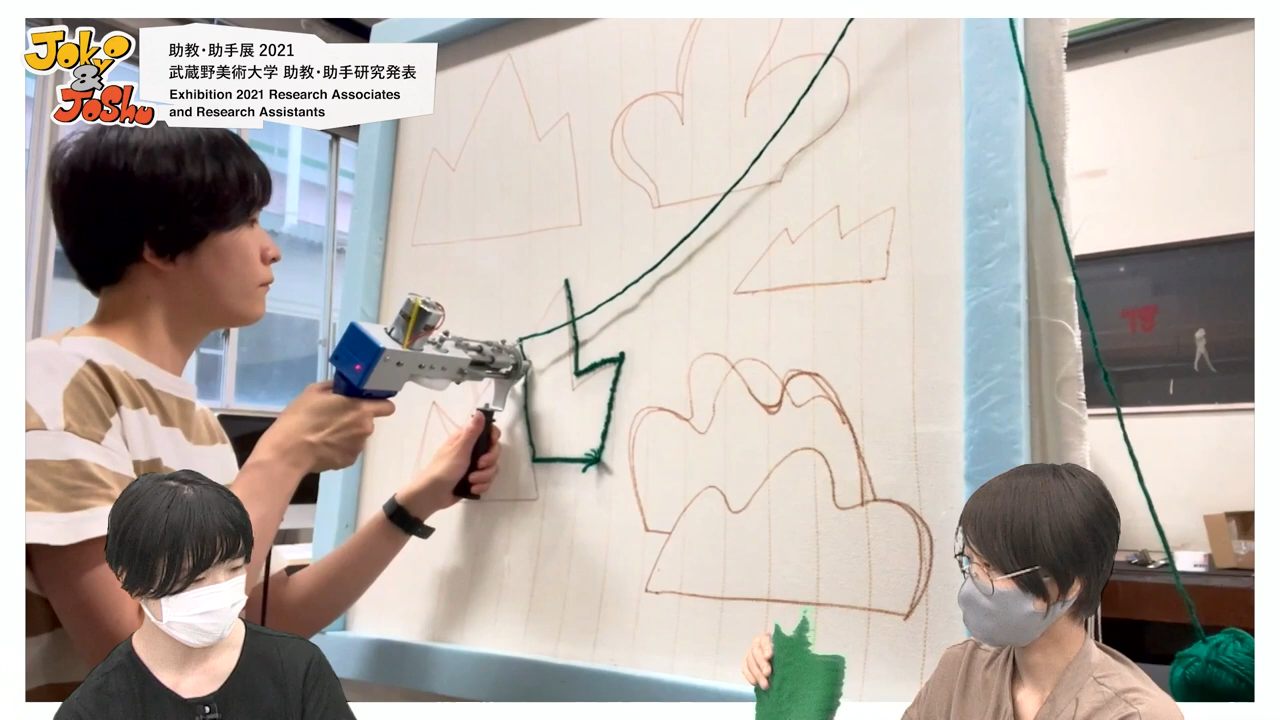 Jokyo
&
Joshu
助教・助手展 2021
武蔵野美術大学 助教・助手研究発表
Exhibition 2021 Research Associates
and Research Assistants